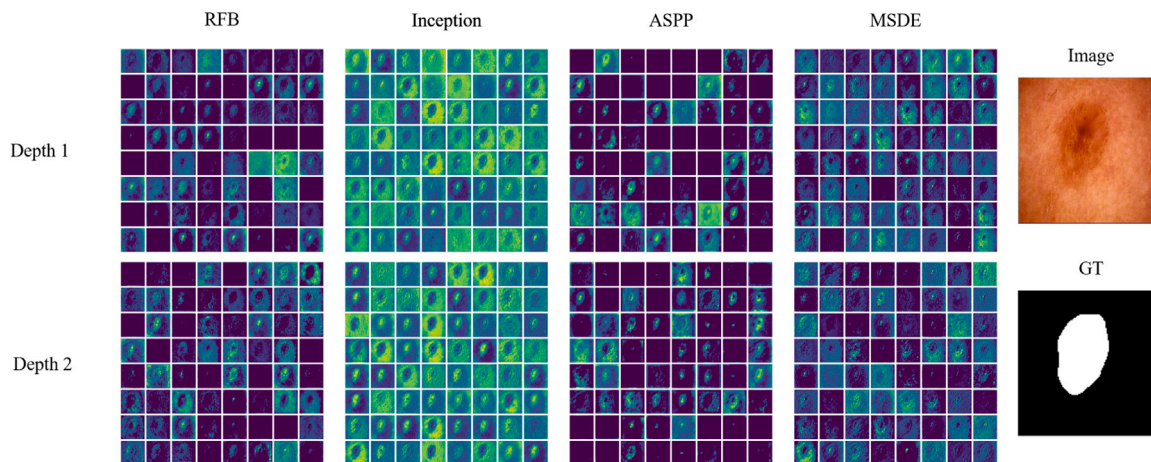 RFB Inception ASPP MSDE
Image
Depth 1
GT
Depth 2